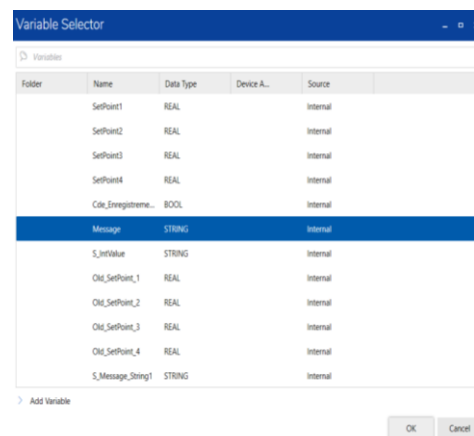 Variable Selector
Variables
Folder Name Data Type Device A... Source
SetPoint1 REAL Internal
SetPoint2 REAL Internal
SetPoint3 REAL Internal
SetPoint4 REAL Internal
Cde_Enregistreme... BOOL Internal
Message STRING Internal
S_IntValue STRING Internal
Old_SetPoint_1 REAL Internal
Old_SetPoint_2 REAL Internal
Old_SetPoint_3 REAL Internal
Old_SetPoint_4 REAL Internal
S_Message_String1 STRING Internal
Add Variable
OK Cancel